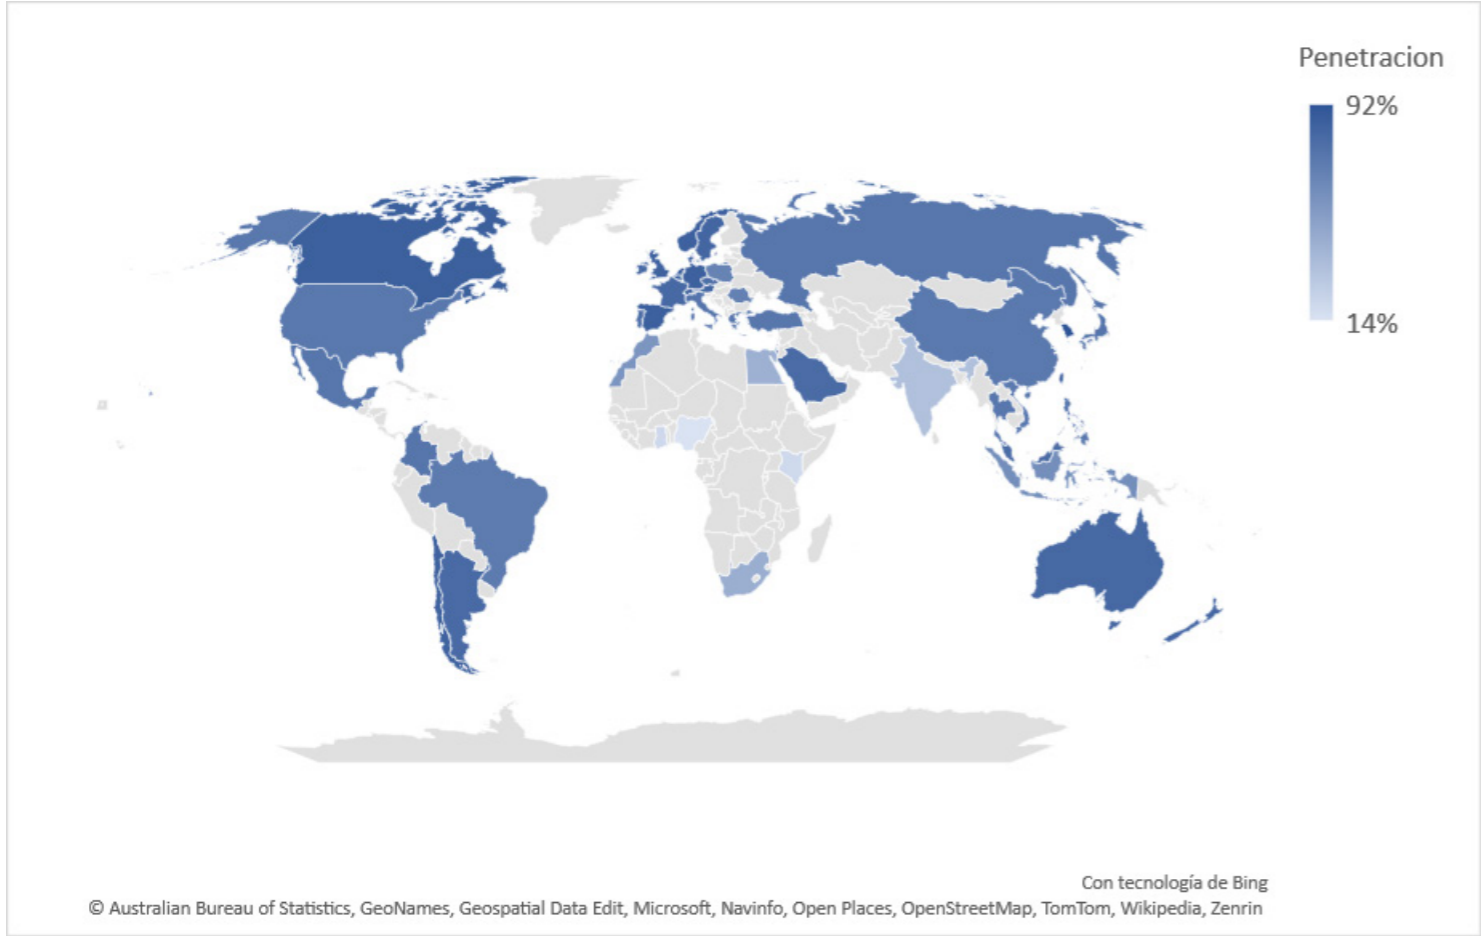 Penetracion
92%
14%
Con tecnología de Bing
© Australian Bureau of Statistics, GeoNames, Geospatial Data Edit, Microsoft, Navinfo, Open Places, OpenStreetMap, TomTom, Wikipedia, Zenrin